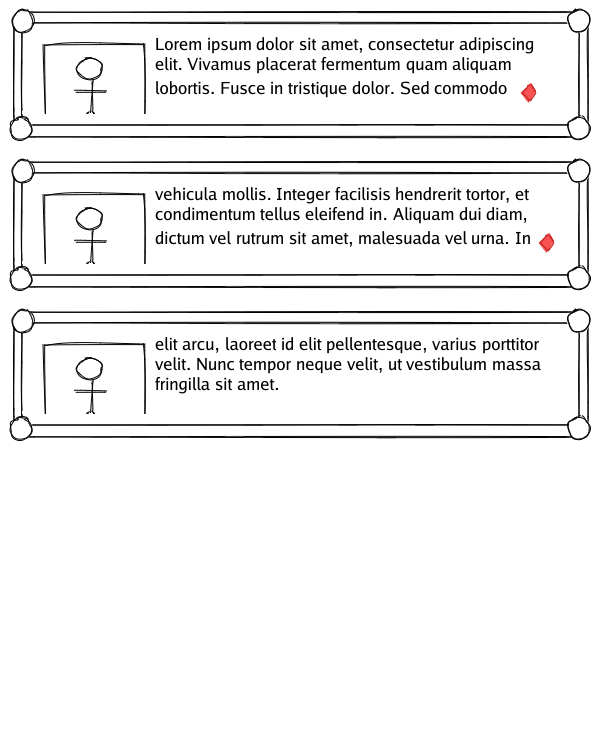 Lorem ipsum dolor sit amet, consectetur adipiscing
elit. Vivamus placerat fermentum quam aliquam
lobortis. Fusce in tristique dolor. Sed commodo
vehicula mollis. Integer facilisis hendrerit tortor, et
condimentum tellus eleifend in. Aliquam dui diam,
dictum vel rutrum sit amet, malesuada vel urna. In
elit arcu, laoreet id elit pellentesque, varius porttitor
velit. Nunc tempor neque velit, ut vestibulum massa
fringilla sit amet.